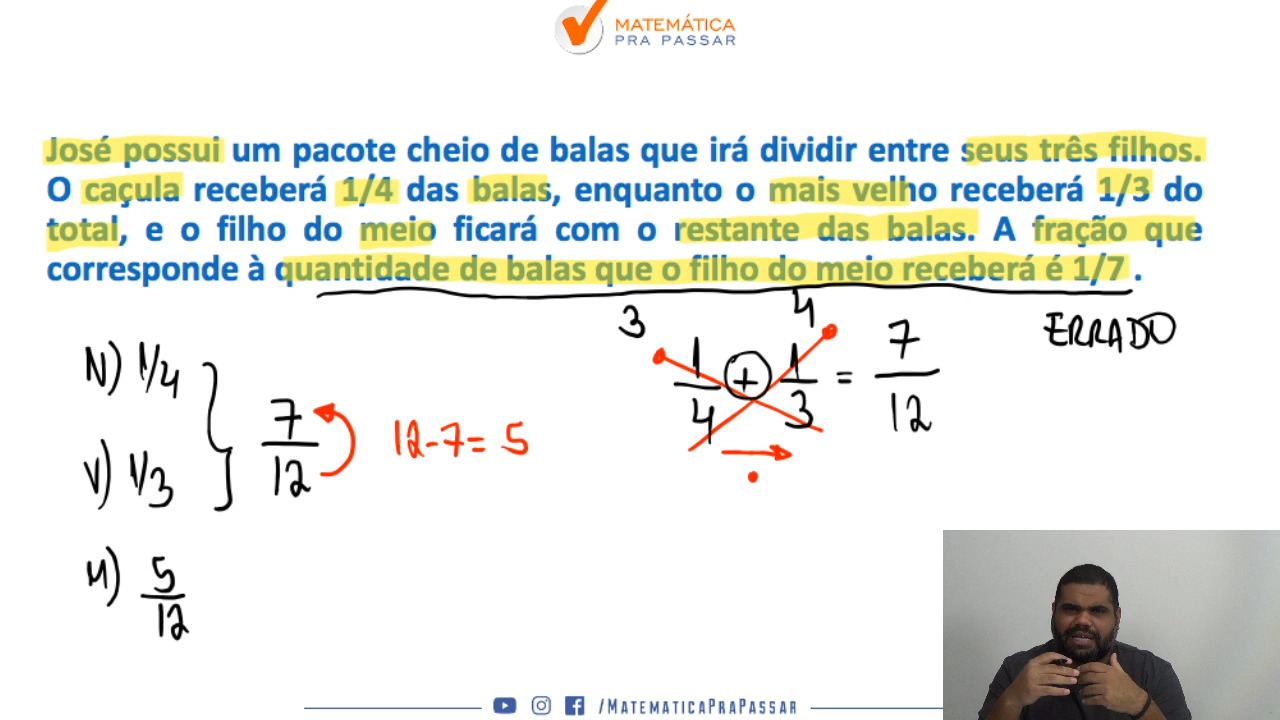 MATEMÁTICA
PRA PASSAR
José possui um pacote cheio de balas que irá dividir entre seus três filhos.
O caçula receberá 1/4 das balas, enquanto o mais velho receberá 1/3 do
total, e o filho do meio ficará com o restante das balas. A fração que
corresponde à quantidade de balas que o filho do meio receberá é 1/7 .
ERRADO
3 4
1/4 + 1/3 = 7/12
N) 1/4
V) 1/3
7/12
12-7= 5
M) 5/12
/MATEMATICAPRAPASSAR